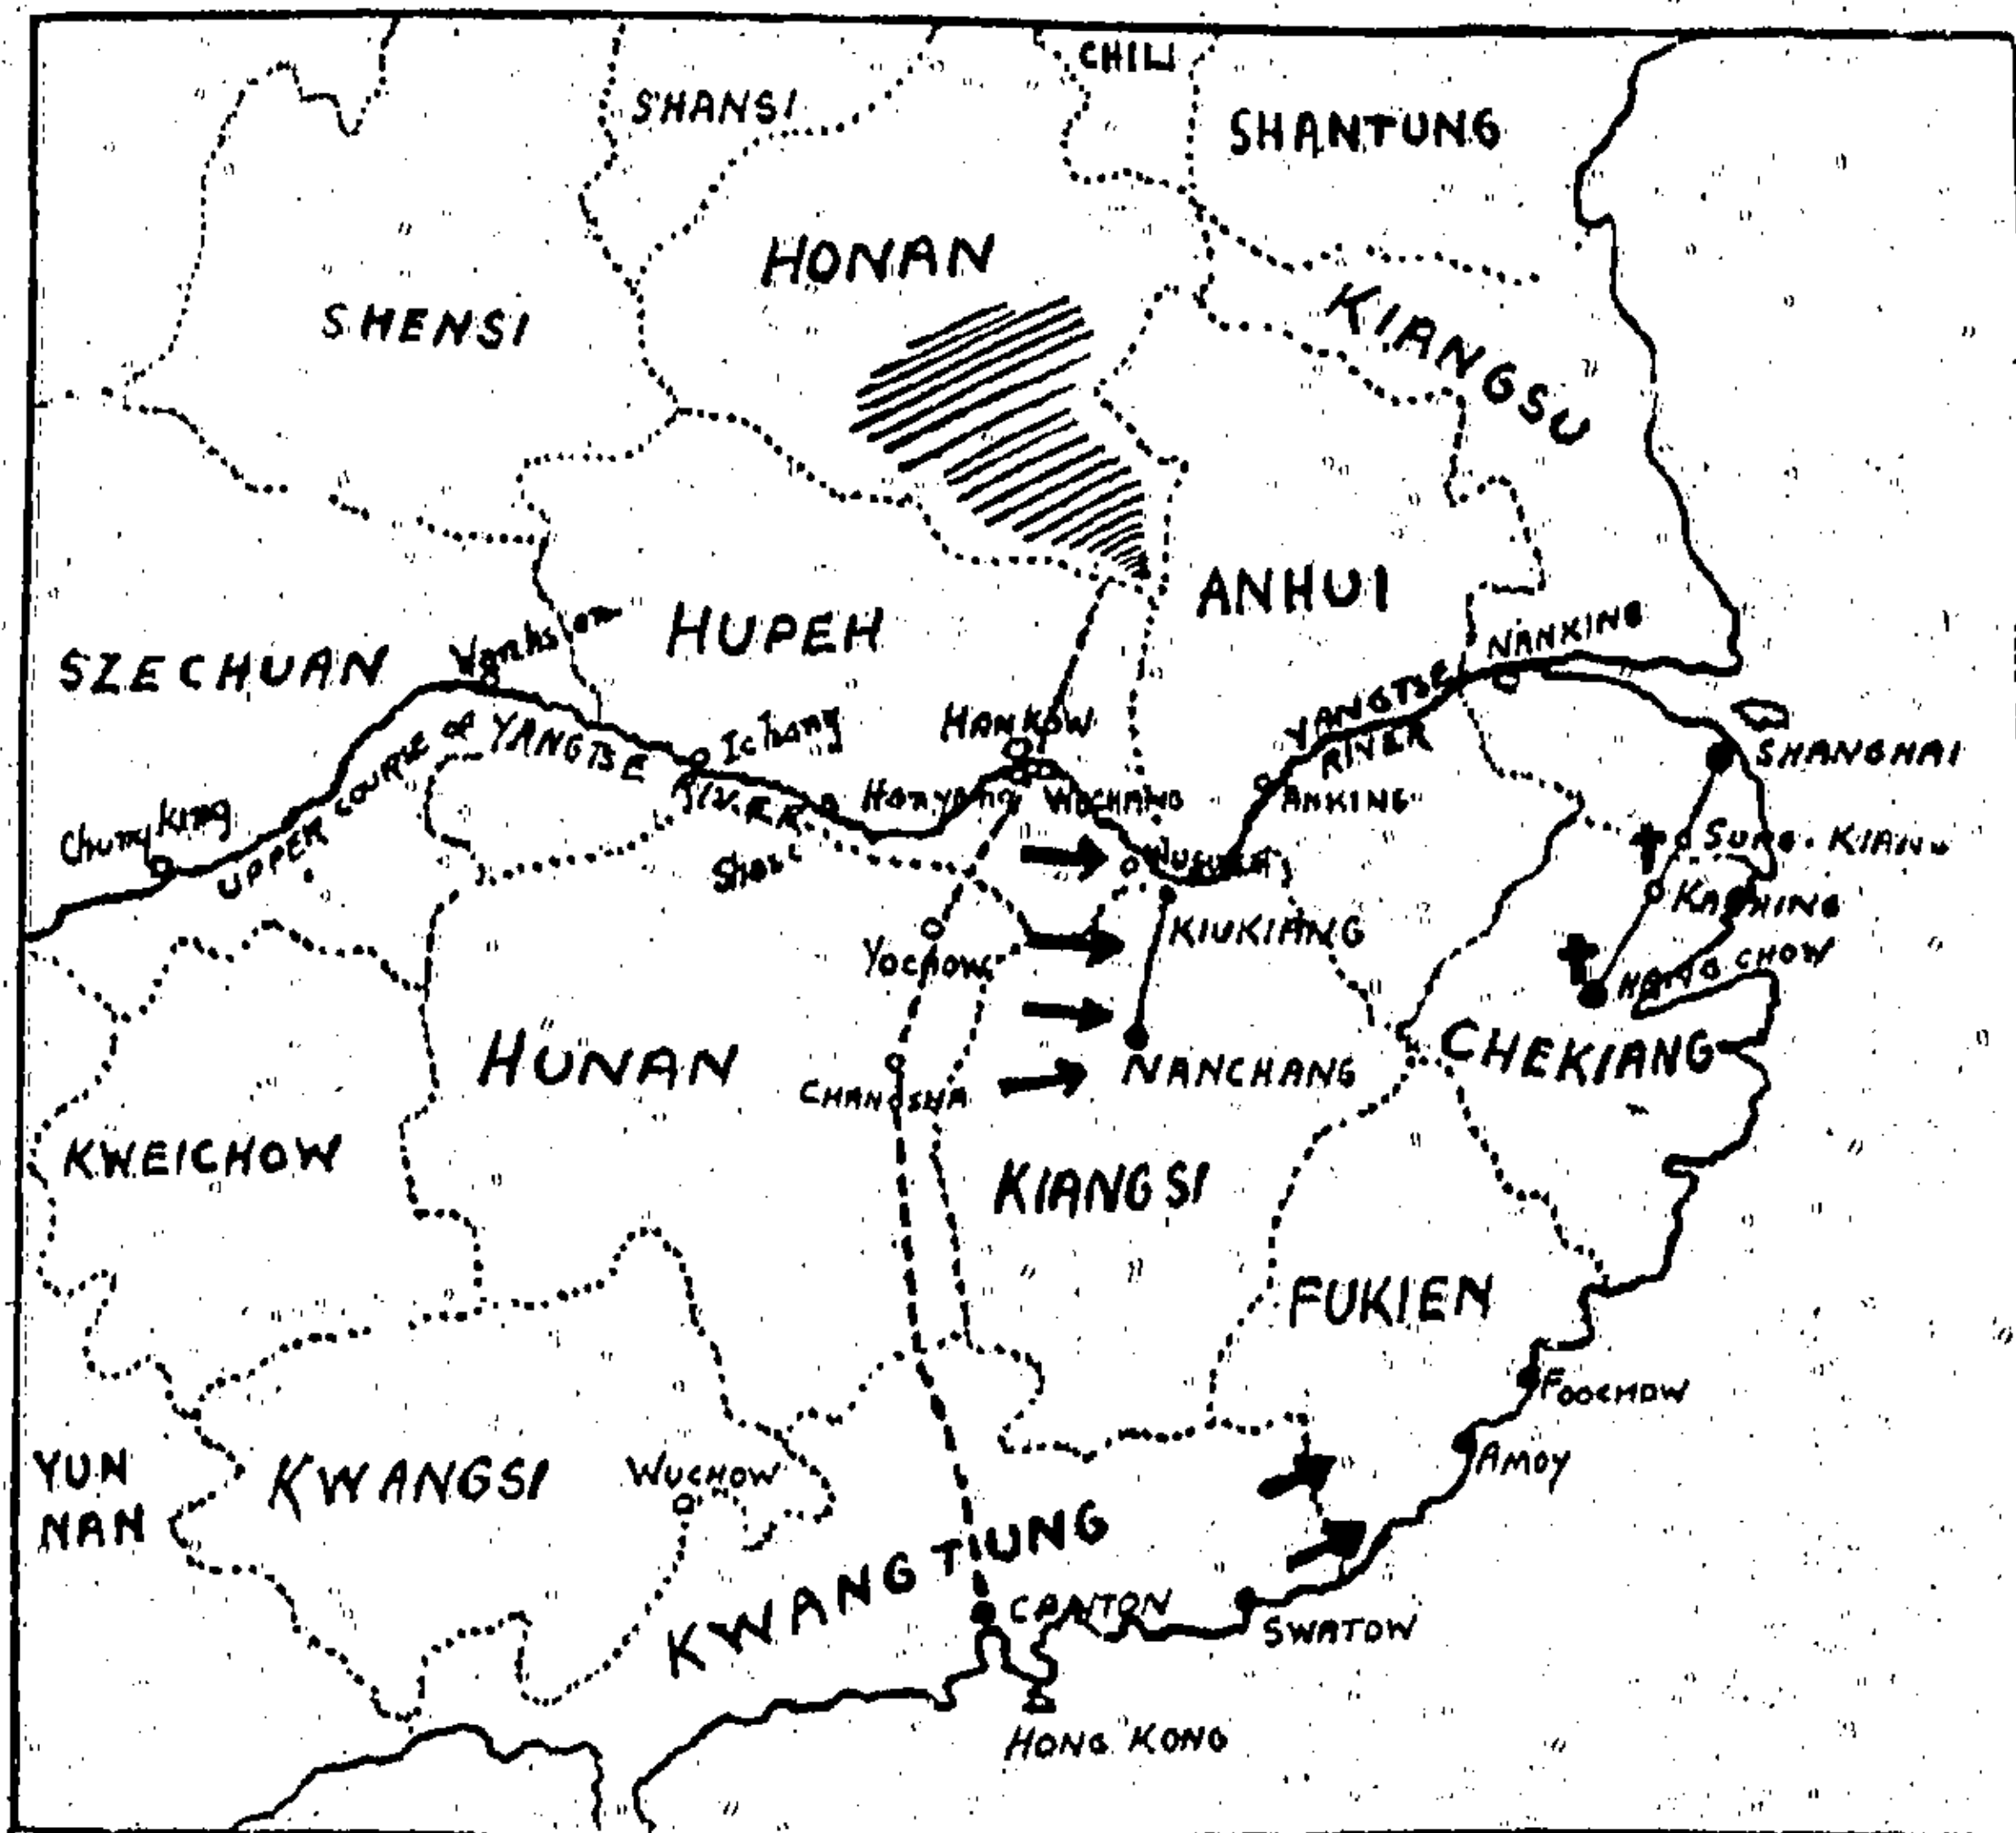 CHILI
SHANSI
SHANTUNG
HONAN
SHENSI
KIANGSU
ANHUI
HUPEH
NANKING
SZECHUAN
YANGTSE
RIVER
Ichang
HANKOW
UPPER COURSE of YANGTSE RIVER
SHANGHAI
Hanyang
WUCHANG
ANKING
Chungking
KASHING
KIUKIANG
YOCHOW
HANGCHOW
HUNAN
CHEKIANG
NANCHANG
CHANGSHA
KWEICHOW
KIANGSI
FUKIEN
FOOCHOW
AMOY
YUN
NAN
KWANGSI
WUCHOW
KWANGTUNG
CANTON
SWATOW
HONG KONG